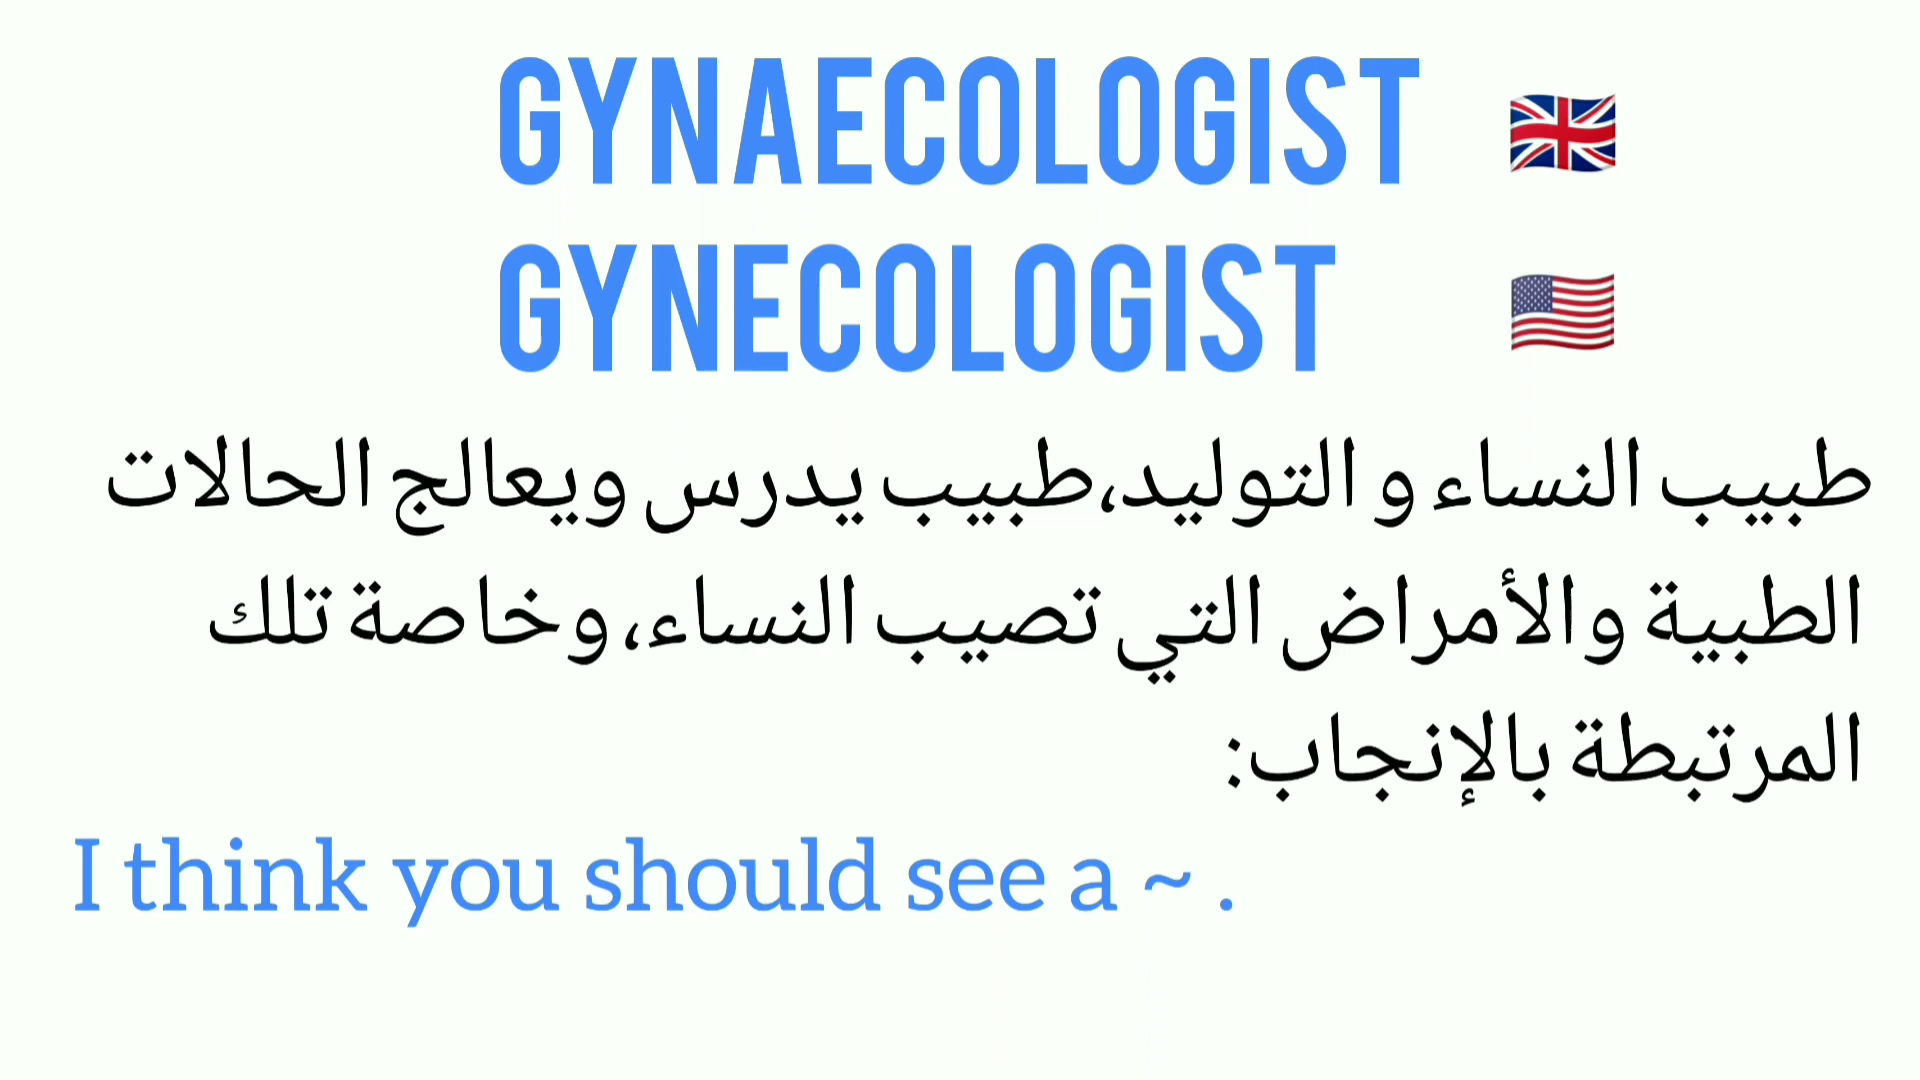 GYNAECOLOGIST
GYNECOLOGIST
طبيب النساء و التوليد،طبيب يدرس ويعالج الحالات
الطبية والأمراض التي تصيب النساء، وخاصة تلك
المرتبطة بالإنجاب:
I think you should see a ~ .